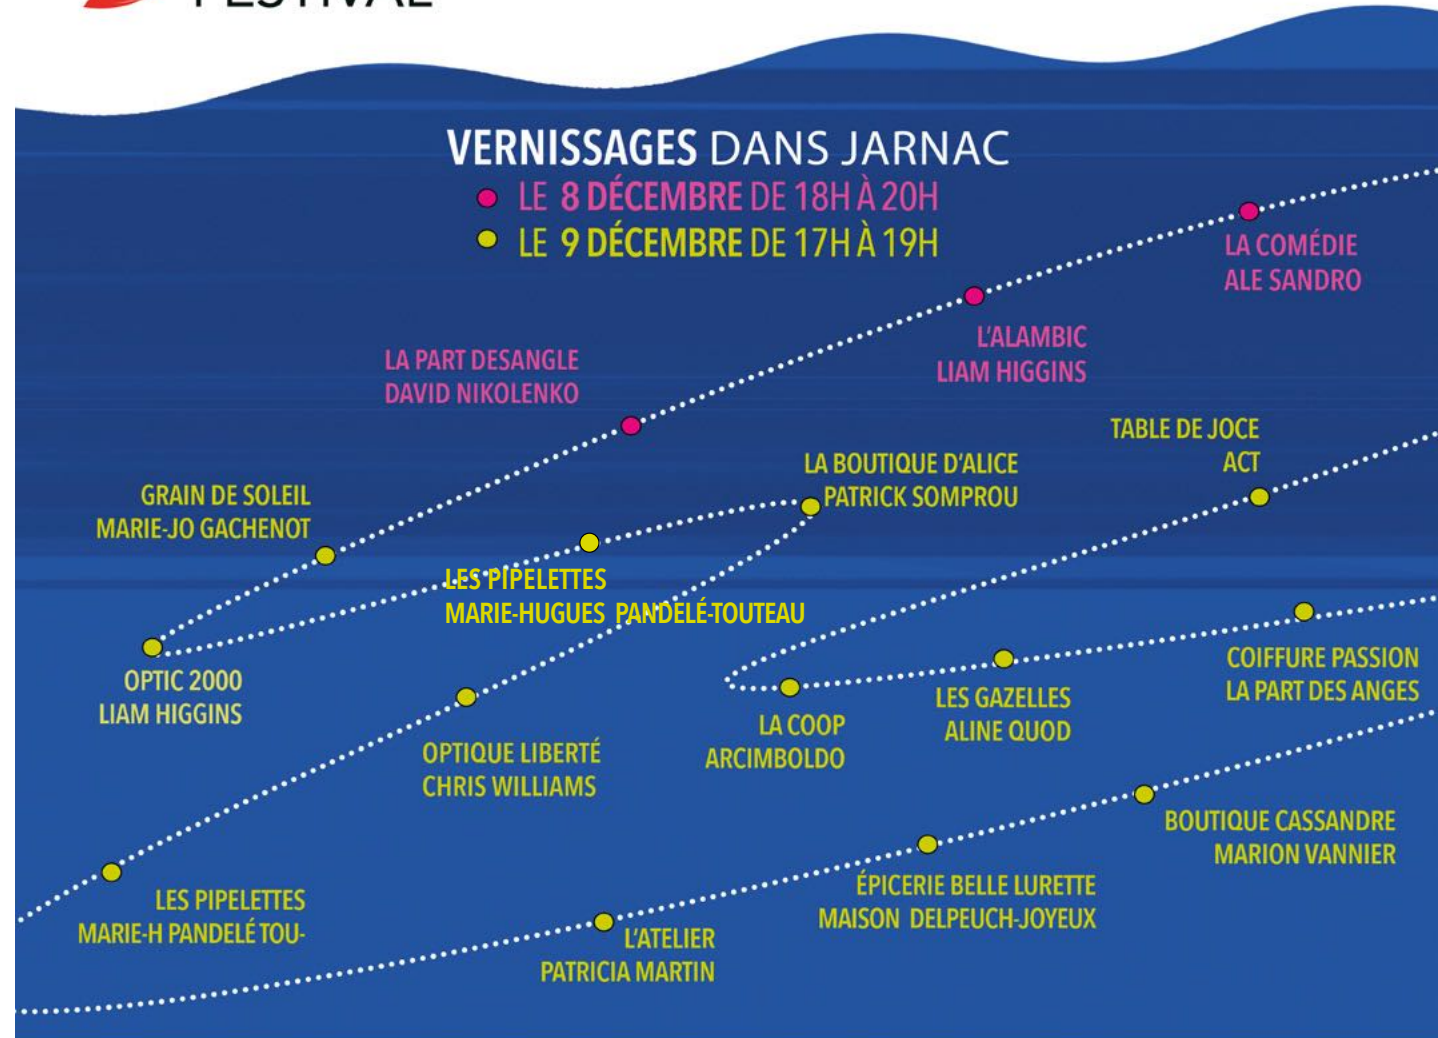 FESTIVAL
VERNISSAGES DANS JARNAC
LE 8 DÉCEMBRE DE 18H À 20H
LE 9 DÉCEMBRE DE 17H À 19H
LA COMÉDIE
ALE SANDRO
L'ALAMBIC
LIAM HIGGINS
LA PART DESANGLE
DAVID NIKOLENKO
TABLE DE JOCE
ACT
LA BOUTIQUE D'ALICE
PATRICK SOMPROU
GRAIN DE SOLEIL
MARIE-JO GACHENOT
LES PIPELETTES
MARIE-HUGUES PANDELÉ-TOUTEAU
OPTIC 2000
LIAM HIGGINS
COIFFURE PASSION
LA PART DES ANGES
LES GAZELLES
ALINE QUOD
LA COOP
ARCIMBOLDO
OPTIQUE LIBERTÉ
CHRIS WILLIAMS
BOUTIQUE CASSANDRE
MARION VANNIER
ÉPICERIE BELLE LURETTE
MAISON DELPEUCH-JOYEUX
LES PIPELETTES
MARIE-H PANDELÉ TOU-
L'ATELIER
PATRICIA MARTIN